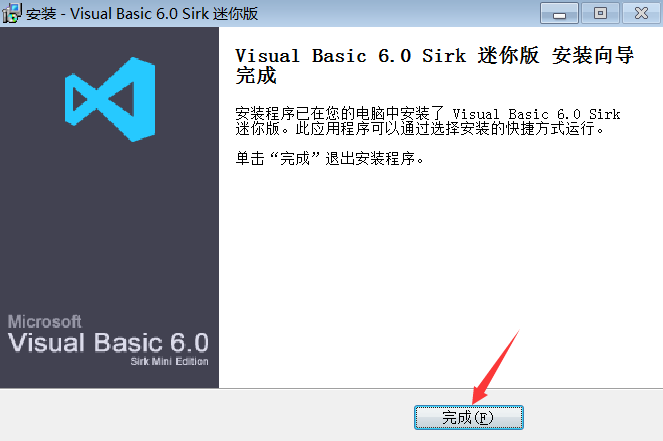 安装 - Visual Basic 6.0 Sirk 迷你版
Visual Basic 6.0 Sirk 迷你版 安装向导
完成
安装程序已在您的电脑中安装了 Visual Basic 6.0 Sirk
迷你版。此应用程序可以通过选择安装的快捷方式运行。
单击“完成”退出安装程序。
Microsoft
Visual Basic 6.0
Sirk Mini Edition
完成(F)